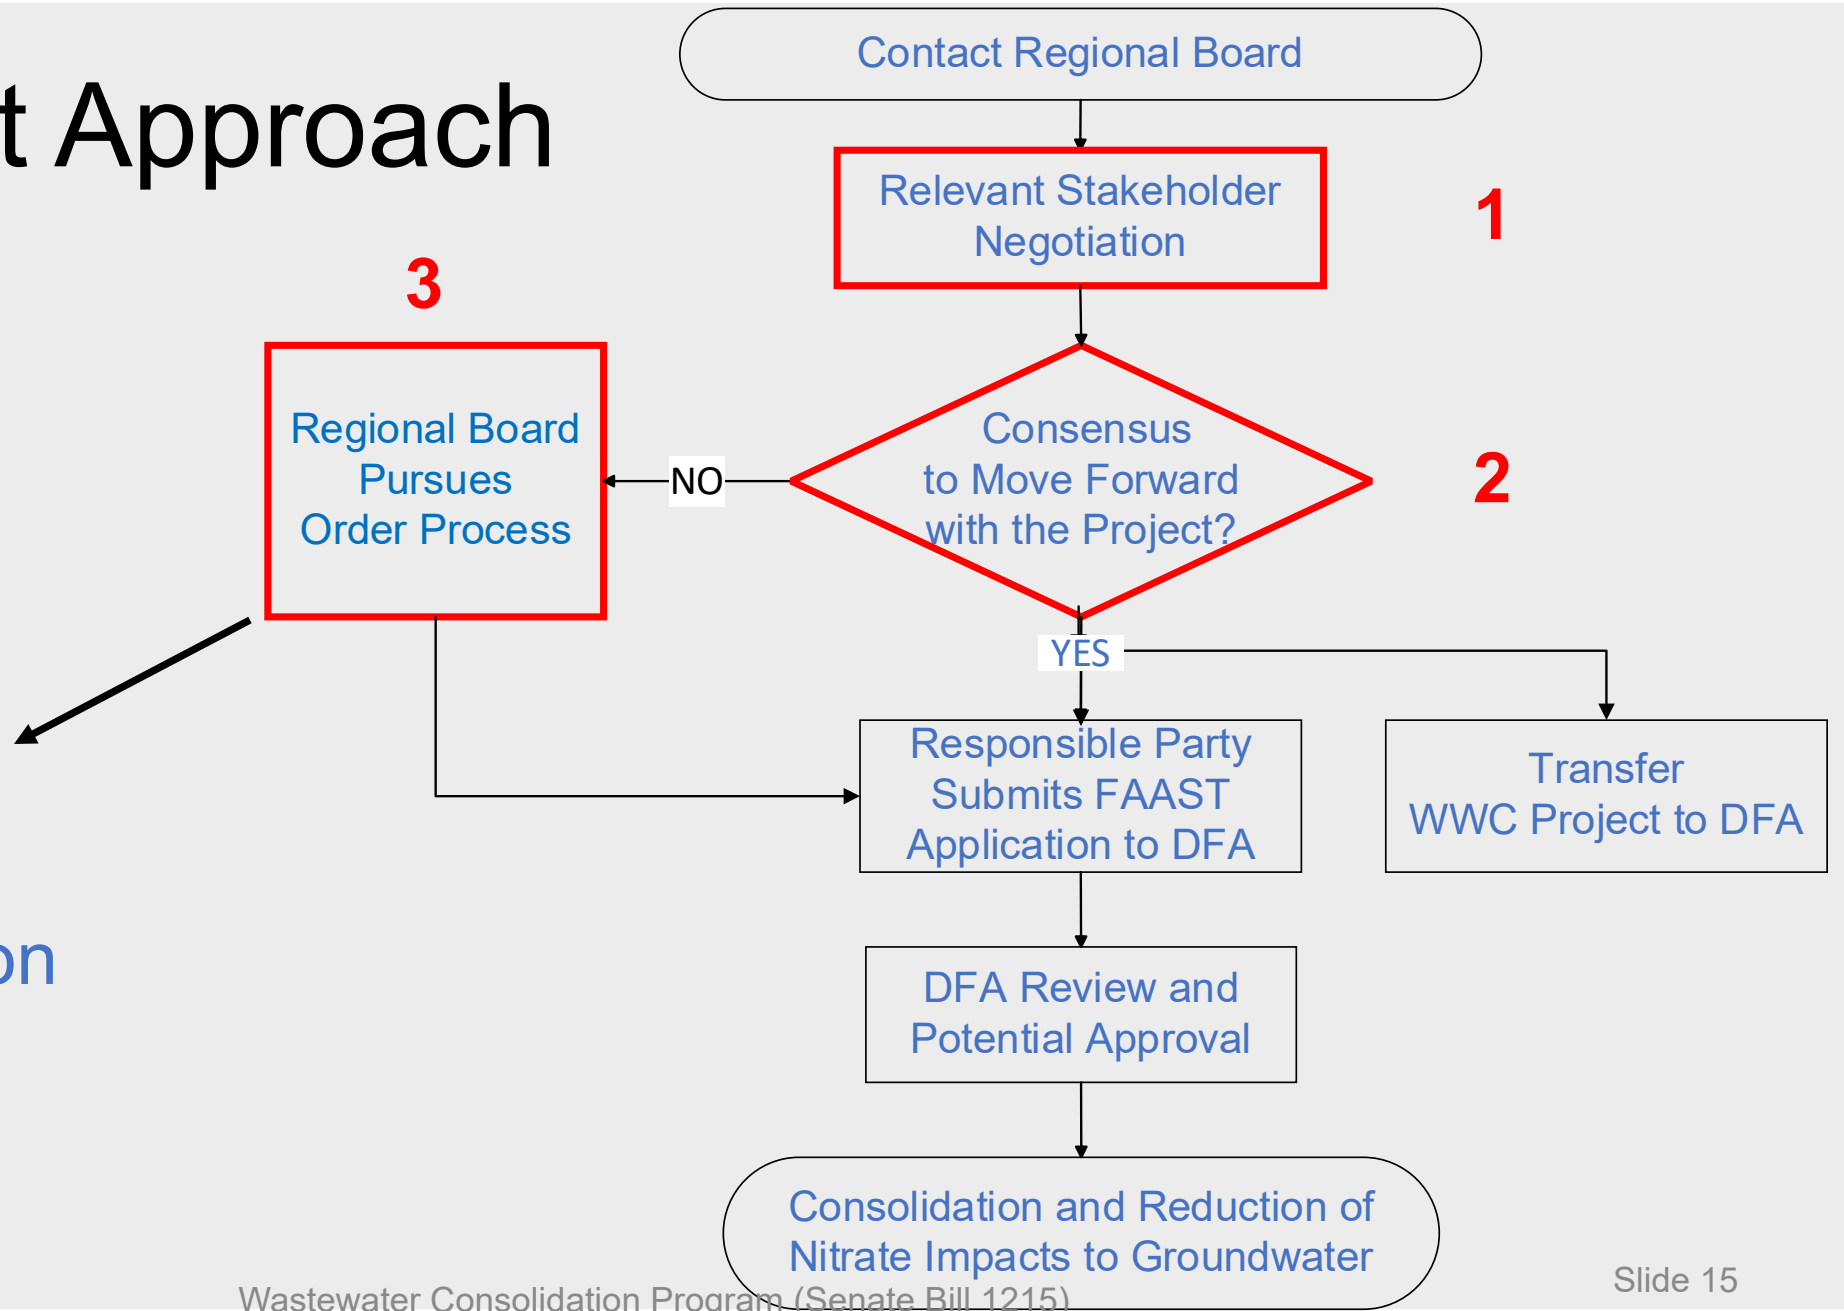 Contact Regional Board
t Approach
Relevant Stakeholder
Negotiation
1
3
Regional Board
Pursues
Order Process
NO
Consensus
to Move Forward
with the Project?
2
YES
Responsible Party
Submits FAAST
Application to DFA
Transfer
WWC Project to DFA
on
DFA Review and
Potential Approval
Consolidation and Reduction of
Nitrate Impacts to Groundwater
Wastewater Consolidation Program (Senate Bill 1215)
Slide 15